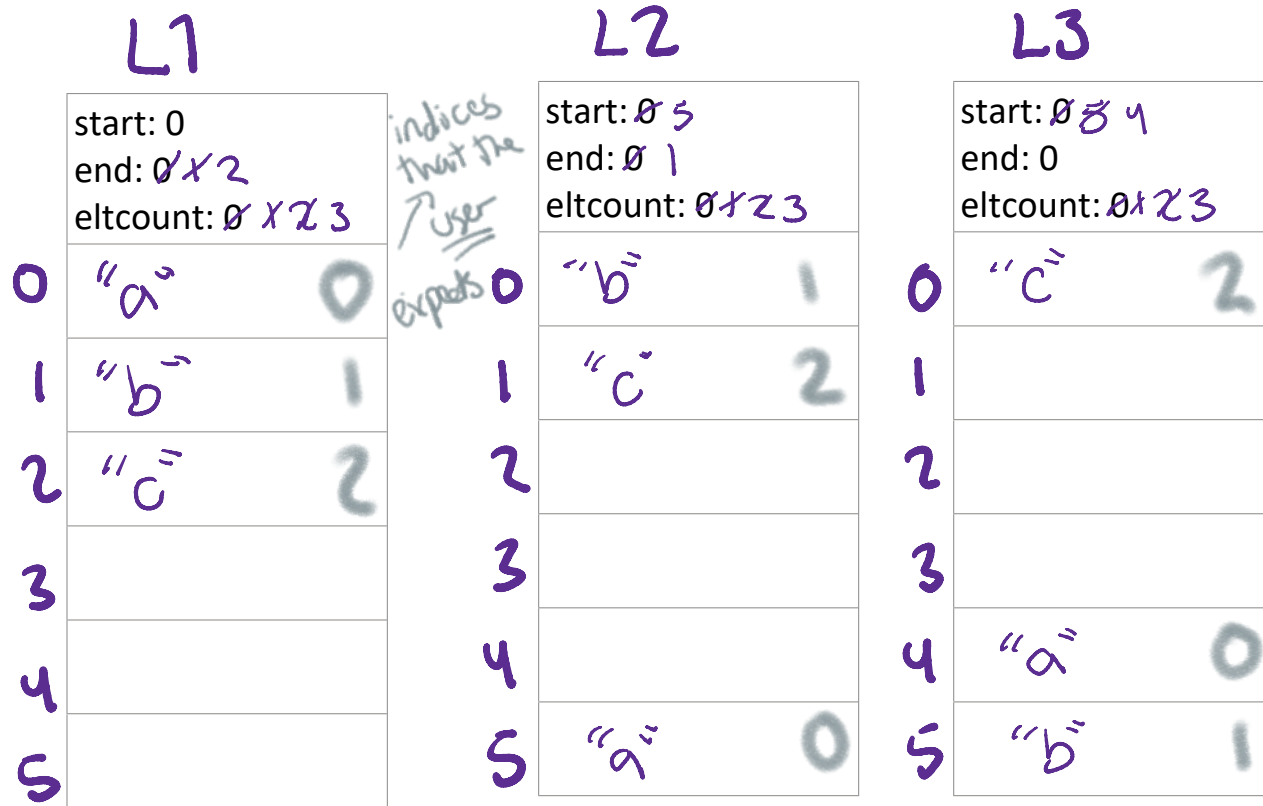 L1
start: 0
end: 0 1 2
eltcount: 0 1 2 3
0 "a" 0
1 "b" 1
2 "c" 2
3
4
5
indices
that the
user
expects
L2
start: 0 5
end: 0 1
eltcount: 0 1 2 3
0 "b" 1
1 "c" 2
2
3
4
5 "a" 0
L3
start: 0 5 4
end: 0
eltcount: 0 1 2 3
0 "c" 2
1
2
3
4 "a" 0
5 "b" 1